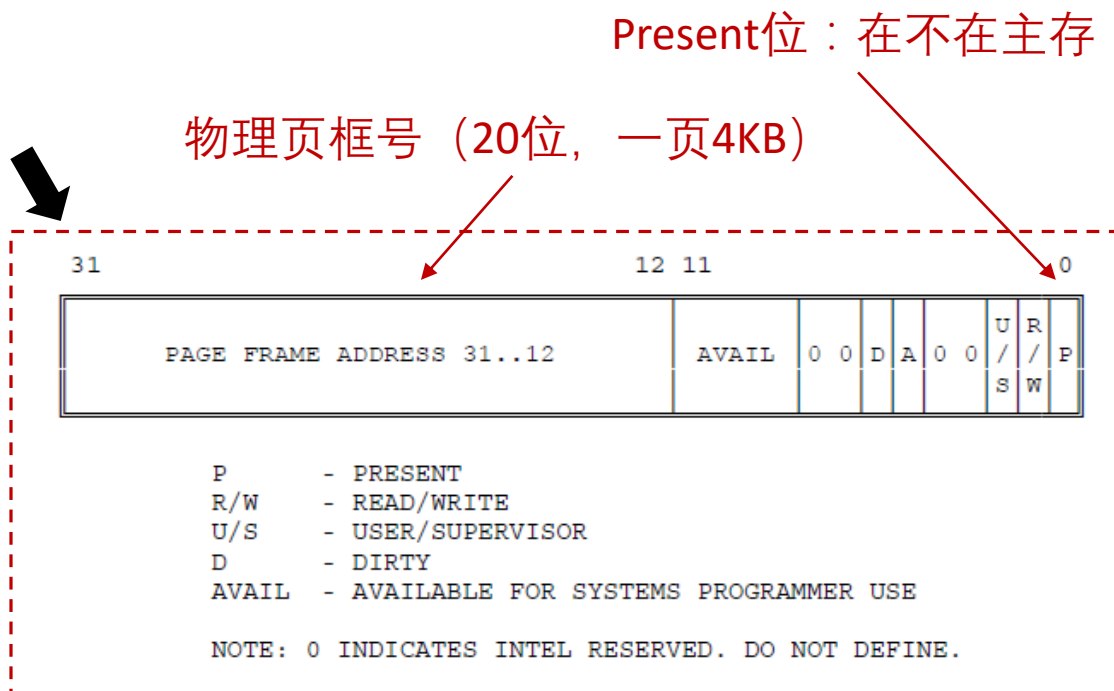 Present位：在不在主存
物理页框号（20位，一页4KB）
31 12 11 0
PAGE FRAME ADDRESS 31..12 AVAIL 0 0 D A 0 0 U/S R/W P
P - PRESENT
R/W - READ/WRITE
U/S - USER/SUPERVISOR
D - DIRTY
AVAIL - AVAILABLE FOR SYSTEMS PROGRAMMER USE
NOTE: 0 INDICATES INTEL RESERVED. DO NOT DEFINE.